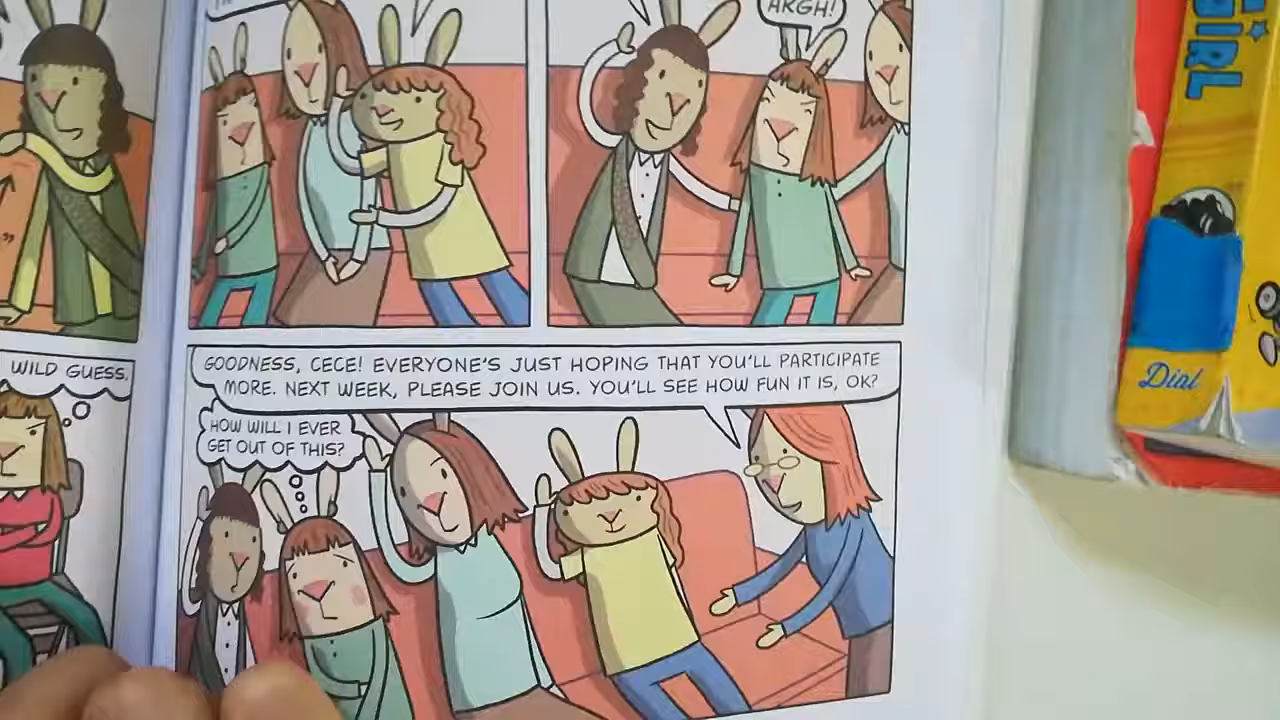 ARGH!
WILD GUESS.
GOODNESS, CECE! EVERYONE'S JUST HOPING THAT YOU'LL PARTICIPATE
MORE. NEXT WEEK, PLEASE JOIN US. YOU'LL SEE HOW FUN IT IS, OK?
HOW WILL I EVER
GET OUT OF THIS?
GIRL
Dial